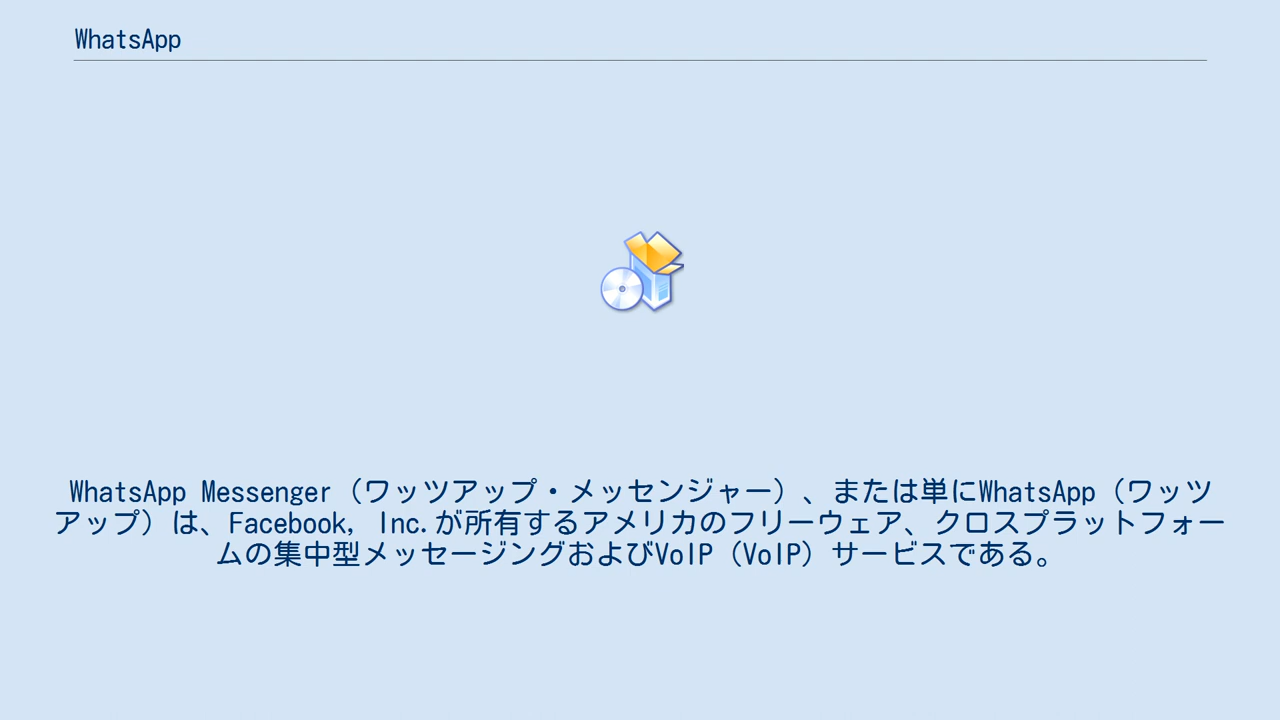 WhatsApp
WhatsApp Messenger（ワッツアップ・メッセンジャー）、または単にWhatsApp（ワッツ
アップ）は、Facebook, Inc.が所有するアメリカのフリーウェア、クロスプラットフォー
ムの集中型メッセージングおよびVoIP（VoIP）サービスである。